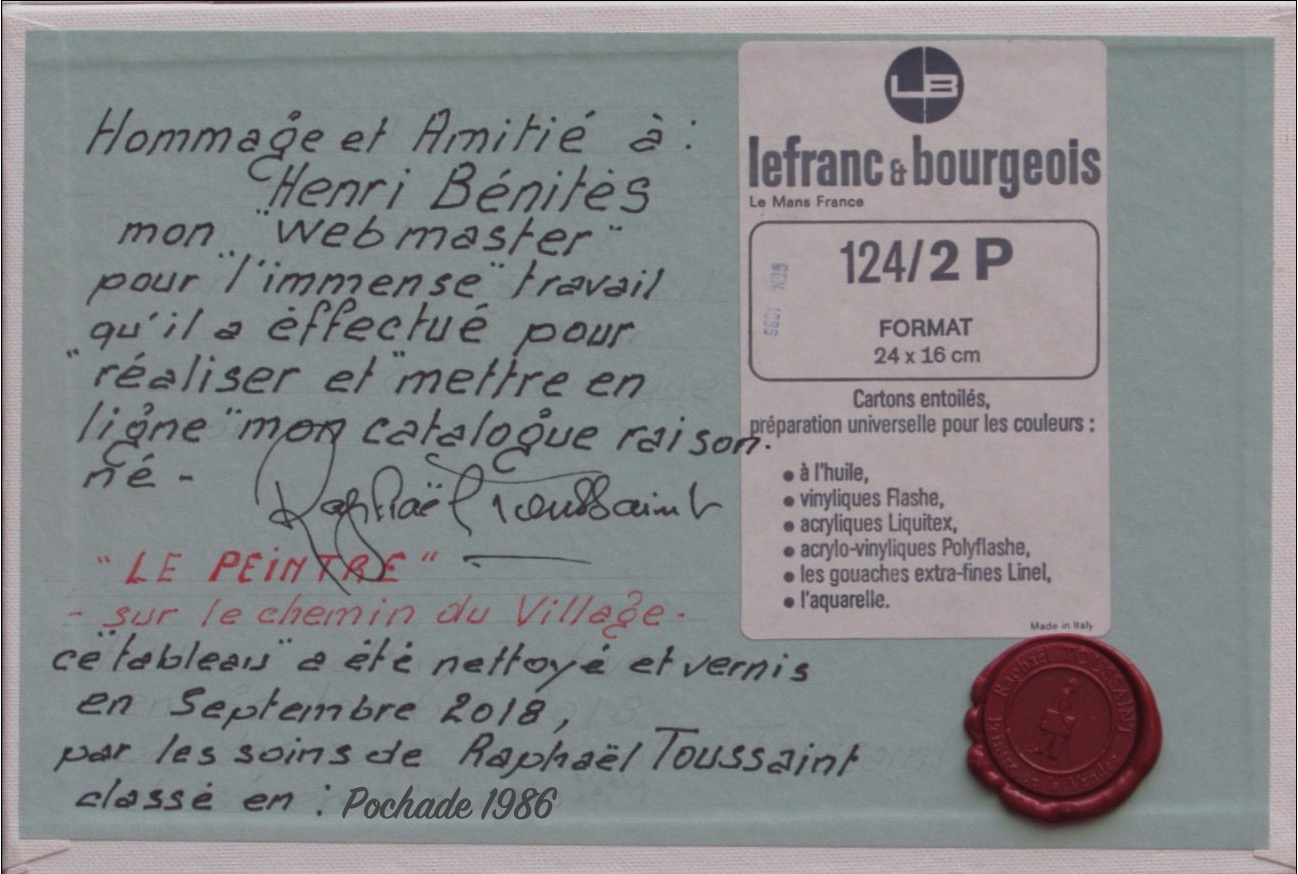 Hommage et Amitié à :
Henri Bénitès
mon "webmaster"
pour "l'immense" travail
qu'il a èffectué pour
"réaliser et "mettre en
ligne" mon catalogue raison-
né -
Raphaël Toussaint
"LE PEINTRE"
- sur le chemin du Village -
ce "tableau" a été nettoyé et vernis
en Septembre 2018,
par les soins de Raphaël Toussaint
classé en : Pochade 1986
LB
lefranc & bourgeois
Le Mans France
124/2 P
FORMAT
24 x 16 cm
Cartons entoilés,
préparation universelle pour les couleurs :
● à l'huile,
● vinyliques Flashe,
● acryliques Liquitex,
● acrylo-vinyliques Polyflashe,
● les gouaches extra-fines Linel,
● l'aquarelle.
Made in Italy
Raphaël TOUSSAINT